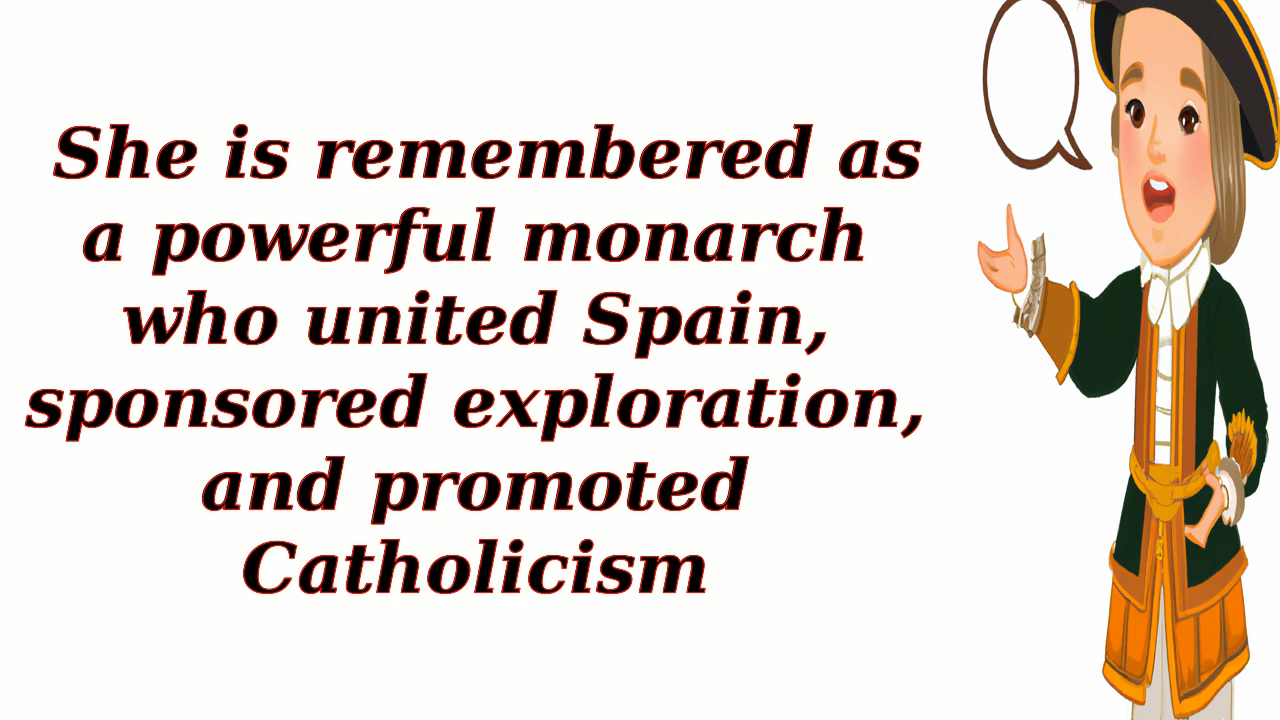 She is remembered as
a powerful monarch
who united Spain,
sponsored exploration,
and promoted
Catholicism